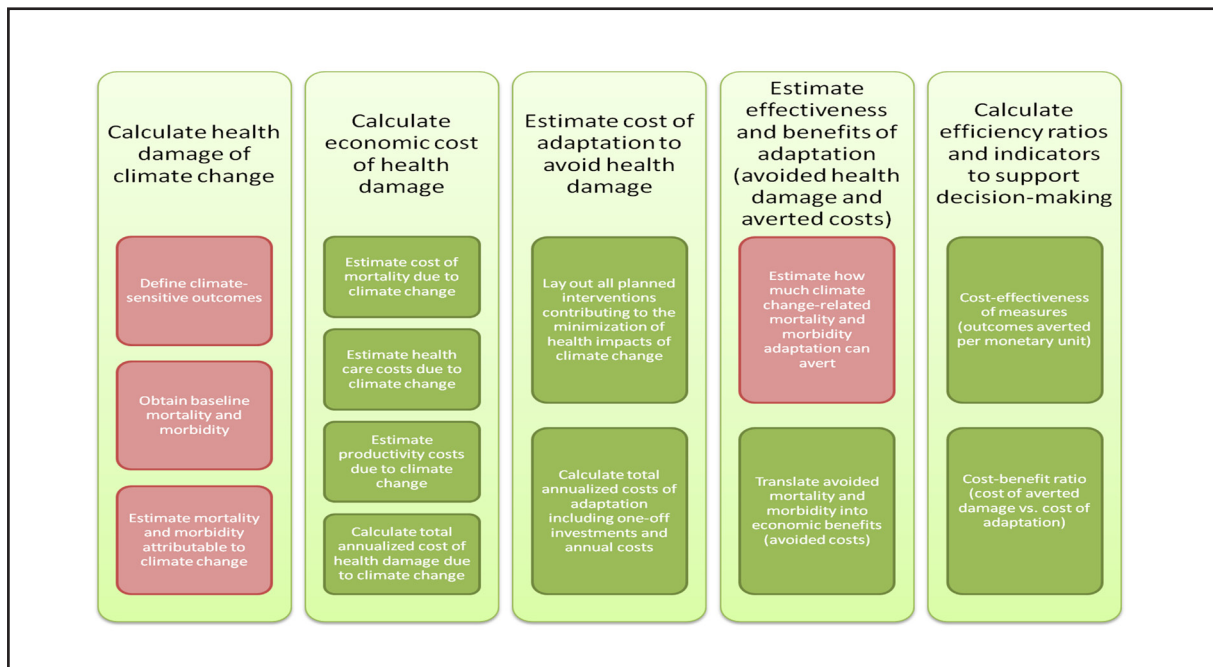 Calculate health
damage of
climate change
Define climate-
sensitive outcomes
Obtain baseline
mortality and
morbidity
Estimate mortality
and morbidity
attributable to
climate change
Calculate
economic cost
of health
damage
Estimate cost of
mortality due to
climate change
Estimate health
care costs due to
climate change
Estimate
productivity costs
due to climate
change
Calculate total
annualized cost of
health damage due
to climate change
Estimate cost of
adaptation to
avoid health
damage
Lay out all planned
interventions
contributing to the
minimization of
health impacts of
climate change
Calculate total
annualized costs of
adaptation
including one-off
investments and
annual costs
Estimate
effectiveness
and benefits of
adaptation
(avoided health
damage and
averted costs)
Estimate how
much climate
change-related
mortality and
morbidity
adaptation can
avert
Translate avoided
mortality and
morbidity into
economic benefits
(avoided costs)
Calculate
efficiency ratios
and indicators
to support
decision-making
Cost-effectiveness
of measures
(outcomes averted
per monetary unit)
Cost-benefit ratio
(cost of averted
damage vs. cost of
adaptation)